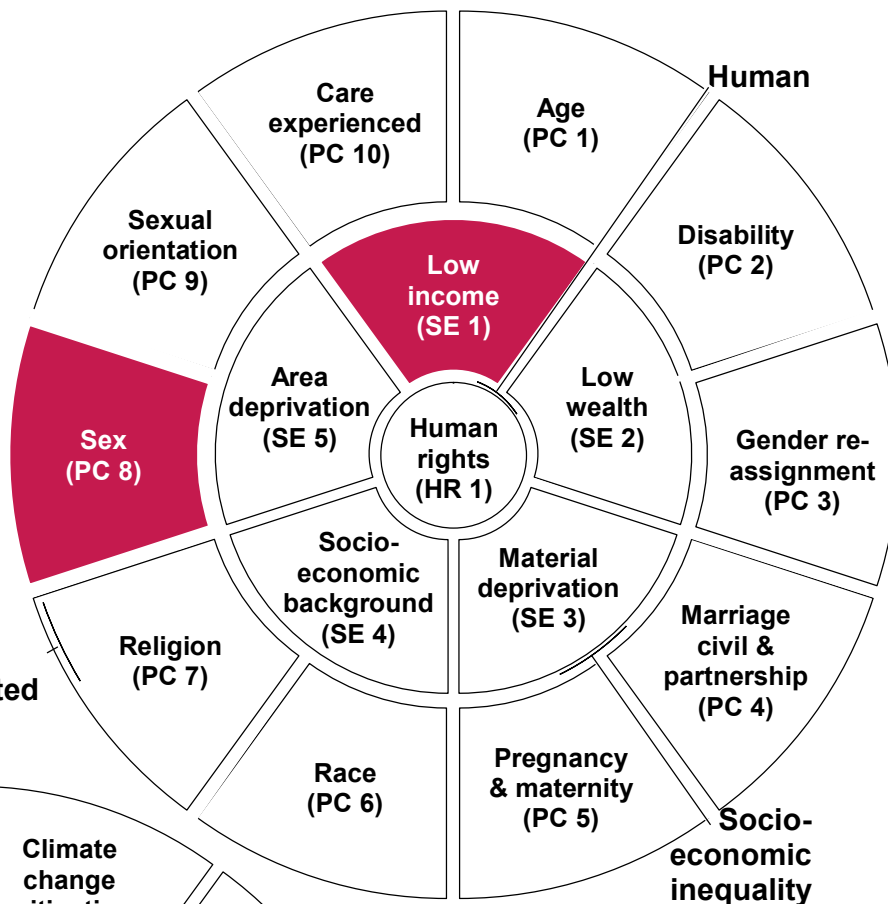 Human
Care
experienced
(PC 10)
Age
(PC 1)
Sexual
orientation
(PC 9)
Disability
(PC 2)
Low
income
(SE 1)
Area
deprivation
(SE 5)
Low
wealth
(SE 2)
Human
rights
(HR 1)
Sex
(PC 8)
Gender re-
assignment
(PC 3)
Socio-
economic
background
(SE 4)
Material
deprivation
(SE 3)
Marriage
civil &
partnership
(PC 4)
Religion
(PC 7)
Race
(PC 6)
Pregnancy
& maternity
(PC 5)
Socio-
economic
inequality
Climate
change